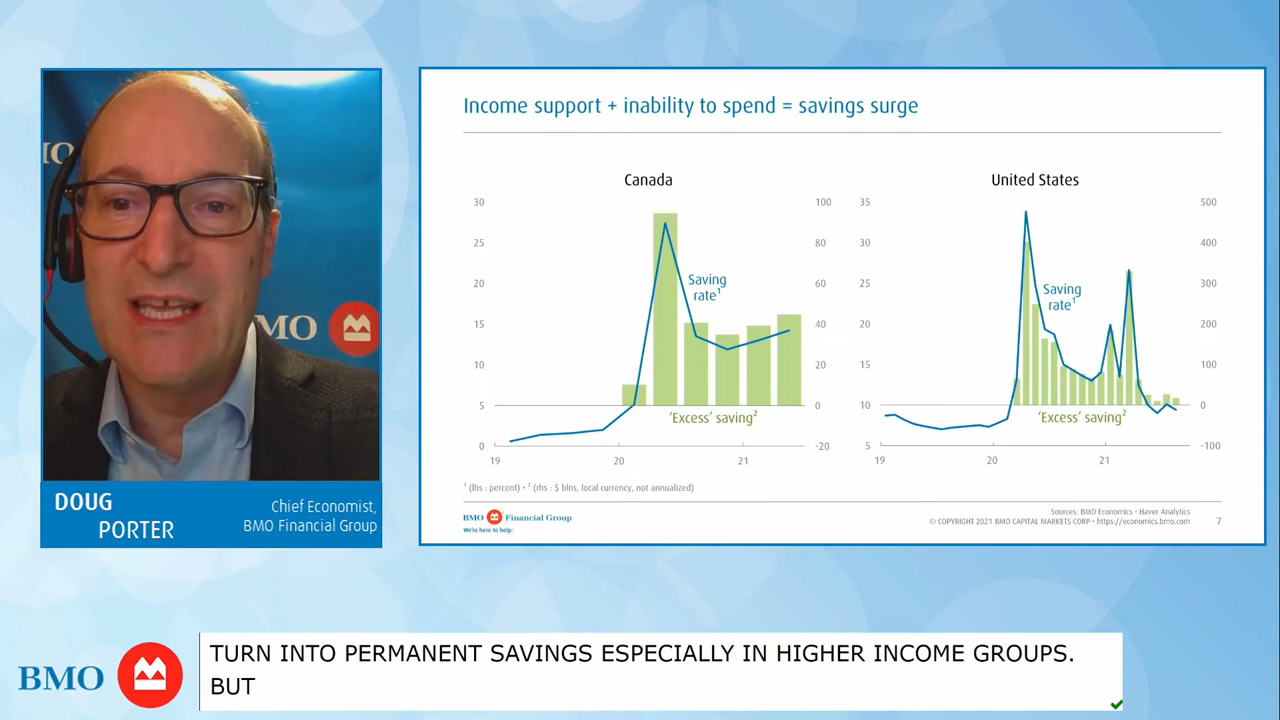 IO
BMO
DOUG
PORTER
Chief Economist,
BMO Financial Group
Income support + inability to spend = savings surge
Canada
30
25
20
15
10
5
0
100
80
60
40
20
0
-20
Saving
rate¹
'Excess' saving²
19
20
21
United States
35
30
25
20
15
10
5
500
400
300
200
100
0
-100
Saving
rate¹
'Excess' saving²
19
20
21
¹ (lhs : percent) • ² (rhs : $ blns, local currency, not annualized)
BMO Financial Group
We're here to help.™
Sources: BMO Economics • Haver Analytics
© COPYRIGHT 2021 BMO CAPITAL MARKETS CORP • https://economics.bmo.com
7
BMO
TURN INTO PERMANENT SAVINGS ESPECIALLY IN HIGHER INCOME GROUPS.
BUT